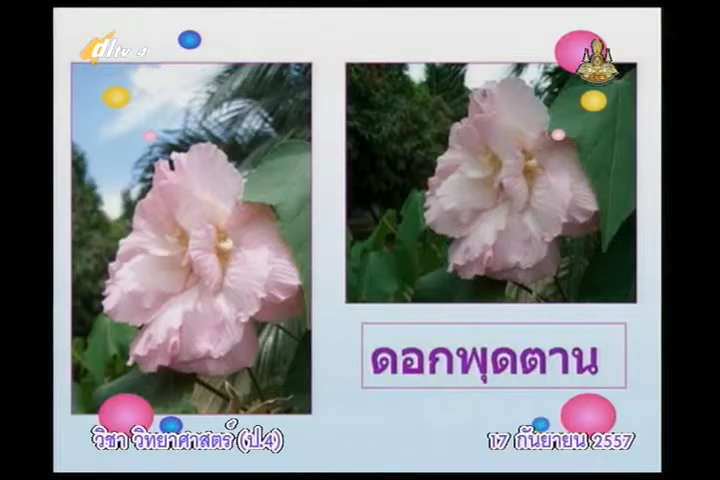 dltv 4
ดอกพุดตาน
วิชา วิทยาศาสตร์ (ป.4)
17 กันยายน 2557